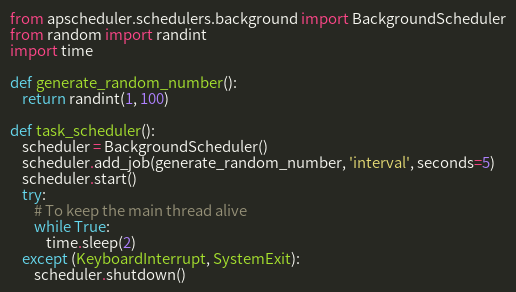 from apscheduler.schedulers.background import BackgroundScheduler
from random import randint
import time

def generate_random_number():
    return randint(1, 100)

def task_scheduler():
    scheduler = BackgroundScheduler()
    scheduler.add_job(generate_random_number, 'interval', seconds=5)
    scheduler.start()
    try:
        # To keep the main thread alive
        while True:
            time.sleep(2)
    except (KeyboardInterrupt, SystemExit):
        scheduler.shutdown()